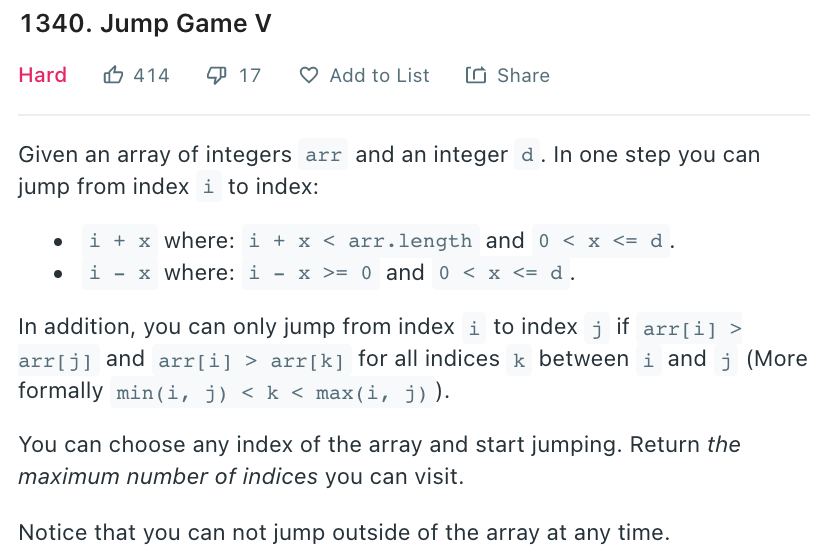 1340. Jump Game V
Hard 414 17 Add to List Share
Given an array of integers arr and an integer d. In one step you can
jump from index i to index:
• i + x where: i + x < arr.length and 0 < x <= d.
• i - x where: i - x >= 0 and 0 < x <= d.
In addition, you can only jump from index i to index j if arr[i] >
arr[j] and arr[i] > arr[k] for all indices k between i and j (More
formally min(i, j) < k < max(i, j)).
You can choose any index of the array and start jumping. Return the
maximum number of indices you can visit.
Notice that you can not jump outside of the array at any time.